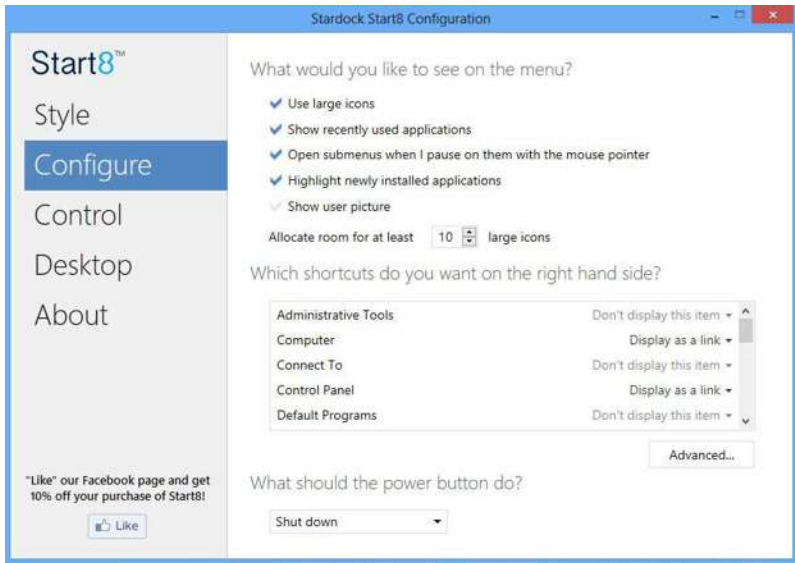 Stardock Start8 Configuration
Start8™
Style
Configure
Control
Desktop
About
"Like" our Facebook page and get
10% off your purchase of Start8!
Like
What would you like to see on the menu?
Use large icons
Show recently used applications
Open submenus when I pause on them with the mouse pointer
Highlight newly installed applications
Show user picture
Allocate room for at least 10 large icons
Which shortcuts do you want on the right hand side?
Administrative Tools Don't display this item
Computer Display as a link
Connect To Don't display this item
Control Panel Display as a link
Default Programs Don't display this item
Advanced...
What should the power button do?
Shut down